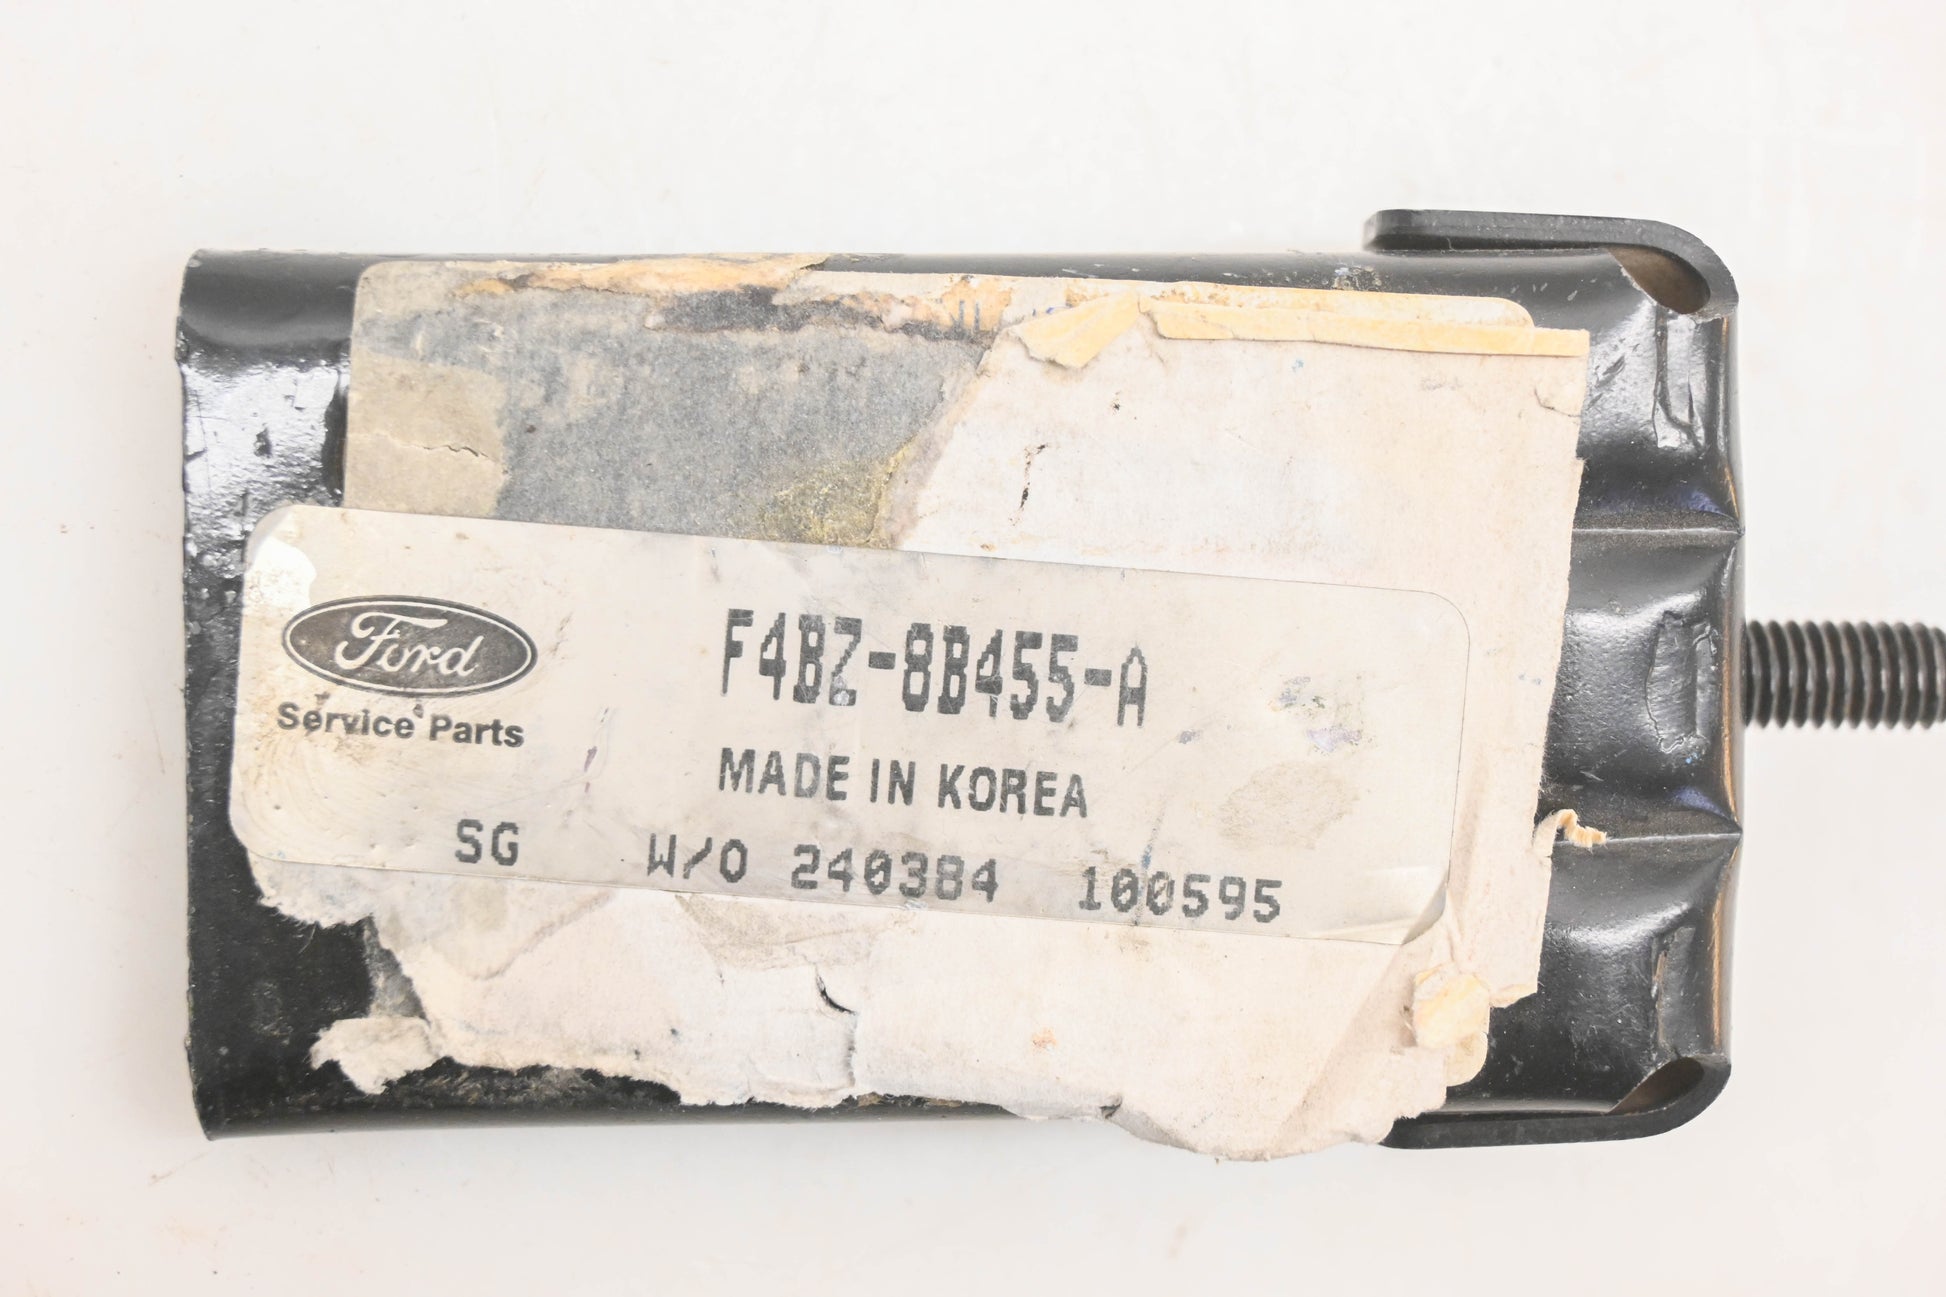 Ford
Service Parts
F4BZ-8B455-A
MADE IN KOREA
SG W/O 240384 100595